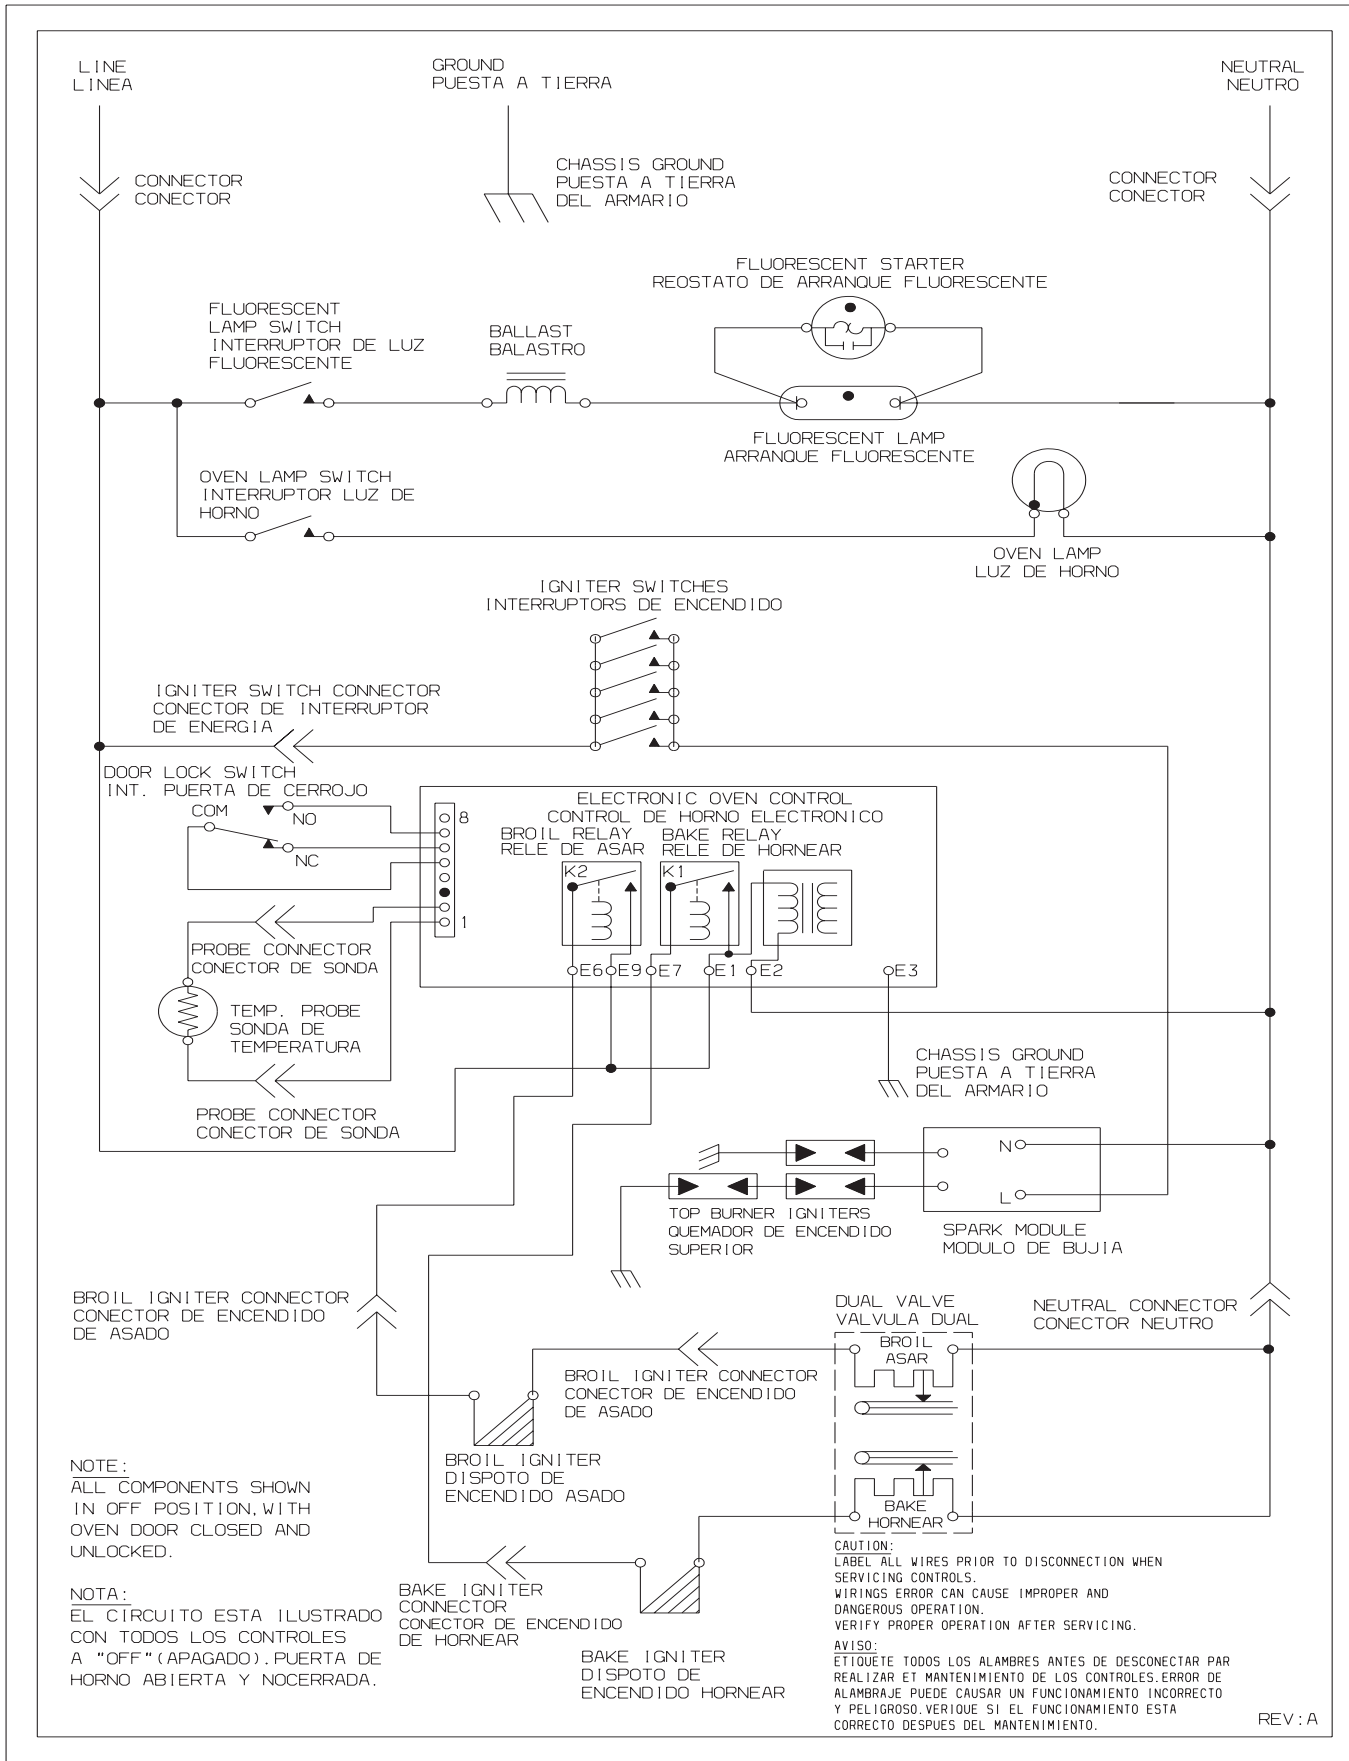 LINE
LINEA
GROUND
PUESTA A TIERRA
NEUTRAL
NEUTRO
CONNECTOR
CONECTOR
CHASSIS GROUND
PUESTA A TIERRA
DEL ARMARIO
CONNECTOR
CONECTOR
FLUORESCENT STARTER
REOSTATO DE ARRANQUE FLUORESCENTE
FLUORESCENT
LAMP SWITCH
INTERRUPTOR DE LUZ
FLUORESCENTE
BALLAST
BALASTRO
FLUORESCENT LAMP
ARRANQUE FLUORESCENTE
OVEN LAMP SWITCH
INTERRUPTOR LUZ DE
HORNO
OVEN LAMP
LUZ DE HORNO
IGNITER SWITCHES
INTERRUPTORS DE ENCENDIDO
IGNITER SWITCH CONNECTOR
CONECTOR DE INTERRUPTOR
DE ENERGIA
DOOR LOCK SWITCH
INT. PUERTA DE CERROJO
COM
NO
NC
8
1
ELECTRONIC OVEN CONTROL
CONTROL DE HORNO ELECTRONICO
BROIL RELAY
RELE DE ASAR
BAKE RELAY
RELE DE HORNEAR
K2
K1
E6
E9
E7
E1
E2
E3
PROBE CONNECTOR
CONECTOR DE SONDA
TEMP. PROBE
SONDA DE
TEMPERATURA
PROBE CONNECTOR
CONECTOR DE SONDA
CHASSIS GROUND
PUESTA A TIERRA
DEL ARMARIO
N
L
TOP BURNER IGNITERS
QUEMADOR DE ENCENDIDO
SUPERIOR
SPARK MODULE
MODULO DE BUJIA
BROIL IGNITER CONNECTOR
CONECTOR DE ENCENDIDO
DE ASADO
DUAL VALVE
VALVULA DUAL
NEUTRAL CONNECTOR
CONECTOR NEUTRO
BROIL
ASAR
BROIL IGNITER CONNECTOR
CONECTOR DE ENCENDIDO
DE ASADO
BROIL IGNITER
DISPOTO DE
ENCENDIDO ASADO
BAKE
HORNEAR
NOTE:
ALL COMPONENTS SHOWN
IN OFF POSITION,WITH
OVEN DOOR CLOSED AND
UNLOCKED.
NOTA:
EL CIRCUITO ESTA ILUSTRADO
CON TODOS LOS CONTROLES
A "OFF"(APAGADO).PUERTA DE
HORNO ABIERTA Y NOCERRADA.
BAKE IGNITER
CONNECTOR
CONECTOR DE ENCENDIDO
DE HORNEAR
BAKE IGNITER
DISPOTO DE
ENCENDIDO HORNEAR
CAUTION:
LABEL ALL WIRES PRIOR TO DISCONNECTION WHEN
SERVICING CONTROLS.
WIRINGS ERROR CAN CAUSE IMPROPER AND
DANGEROUS OPERATION.
VERIFY PROPER OPERATION AFTER SERVICING.
AVISO:
ETIQUETE TODOS LOS ALAMBRES ANTES DE DESCONECTAR PAR
REALIZAR ET MANTENIMIENTO DE LOS CONTROLES.ERROR DE
ALAMBRAJE PUEDE CAUSAR UN FUNCIONAMIENTO INCORRECTO
Y PELIGROSO.VERIQUE SI EL FUNCIONAMIENTO ESTA
CORRECTO DESPUES DEL MANTENIMIENTO.
REV:A